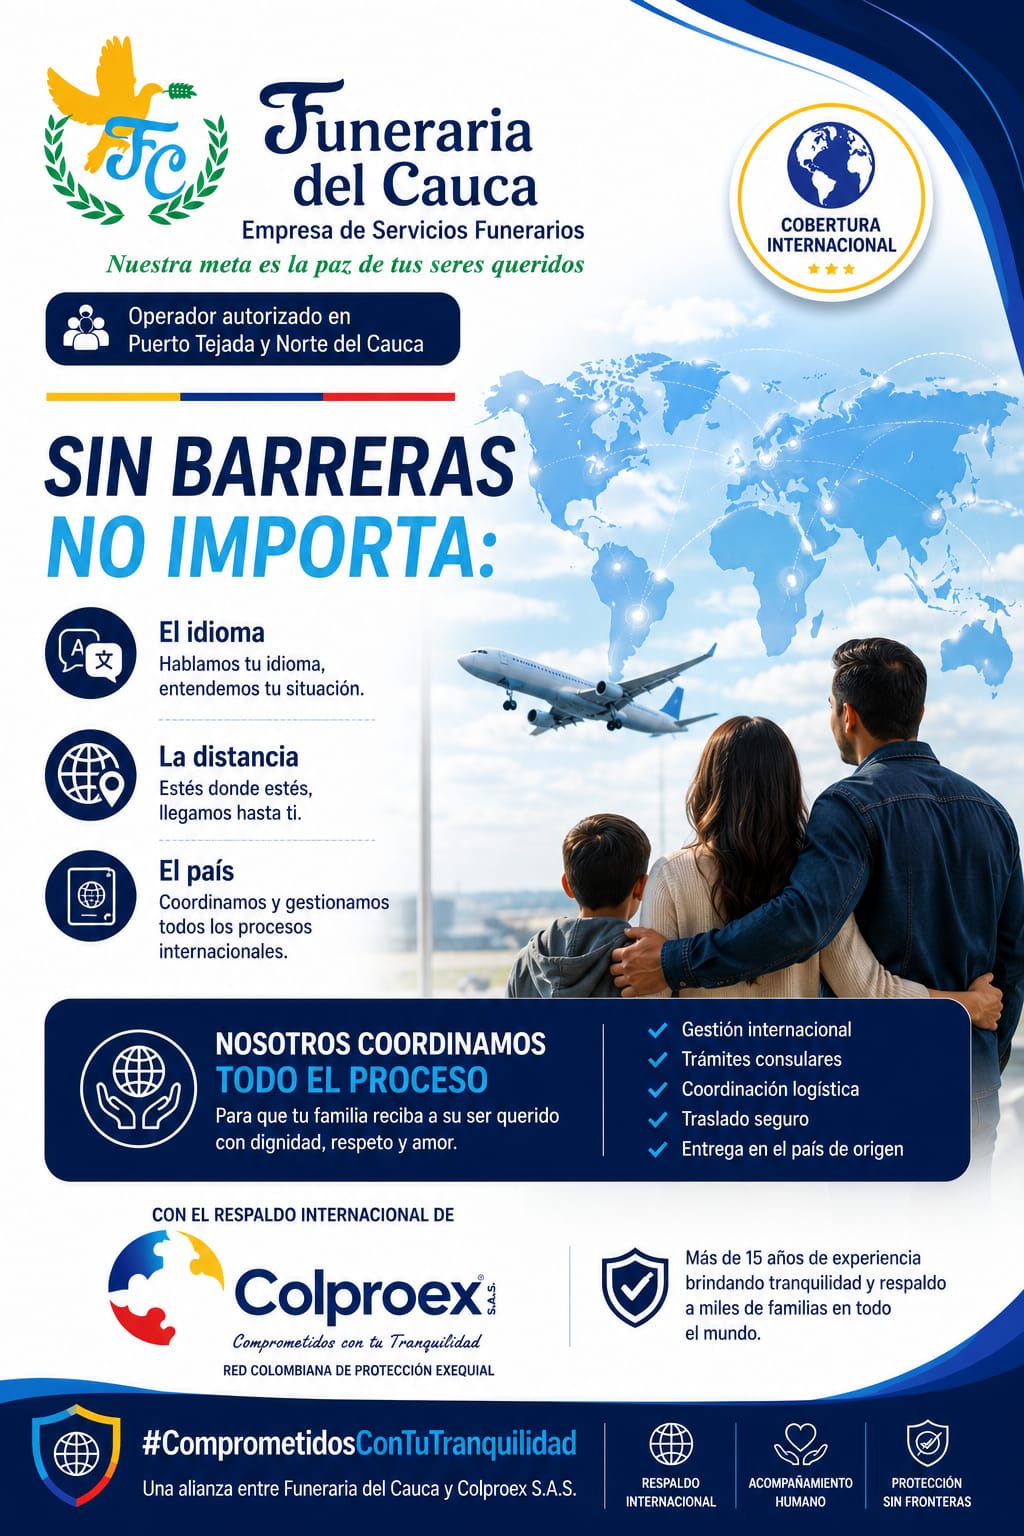 FC
Funeraria
del Cauca
Empresa de Servicios Funerarios
Nuestra meta es la paz de tus seres queridos
COBERTURA
INTERNACIONAL
Operador autorizado en
Puerto Tejada y Norte del Cauca
SIN BARRERAS
NO IMPORTA:
A 文
El idioma
Hablamos tu idioma,
entendemos tu situación.
La distancia
Estés donde estés,
llegamos hasta ti.
El país
Coordinamos y gestionamos
todos los procesos
internacionales.
NOSOTROS COORDINAMOS
TODO EL PROCESO
Para que tu familia reciba a su ser querido
con dignidad, respeto y amor.
Gestión internacional
Trámites consulares
Coordinación logística
Traslado seguro
Entrega en el país de origen
CON EL RESPALDO INTERNACIONAL DE
Colproex® S.A.S.
Comprometidos con tu Tranquilidad
RED COLOMBIANA DE PROTECCIÓN EXEQUIAL
Más de 15 años de experiencia
brindando tranquilidad y respaldo
a miles de familias en todo
el mundo.
#ComprometidosConTuTranquilidad
Una alianza entre Funeraria del Cauca y Colproex S.A.S.
RESPALDO
INTERNACIONAL
ACOMPAÑAMIENTO
HUMANO
PROTECCIÓN
SIN FRONTERAS